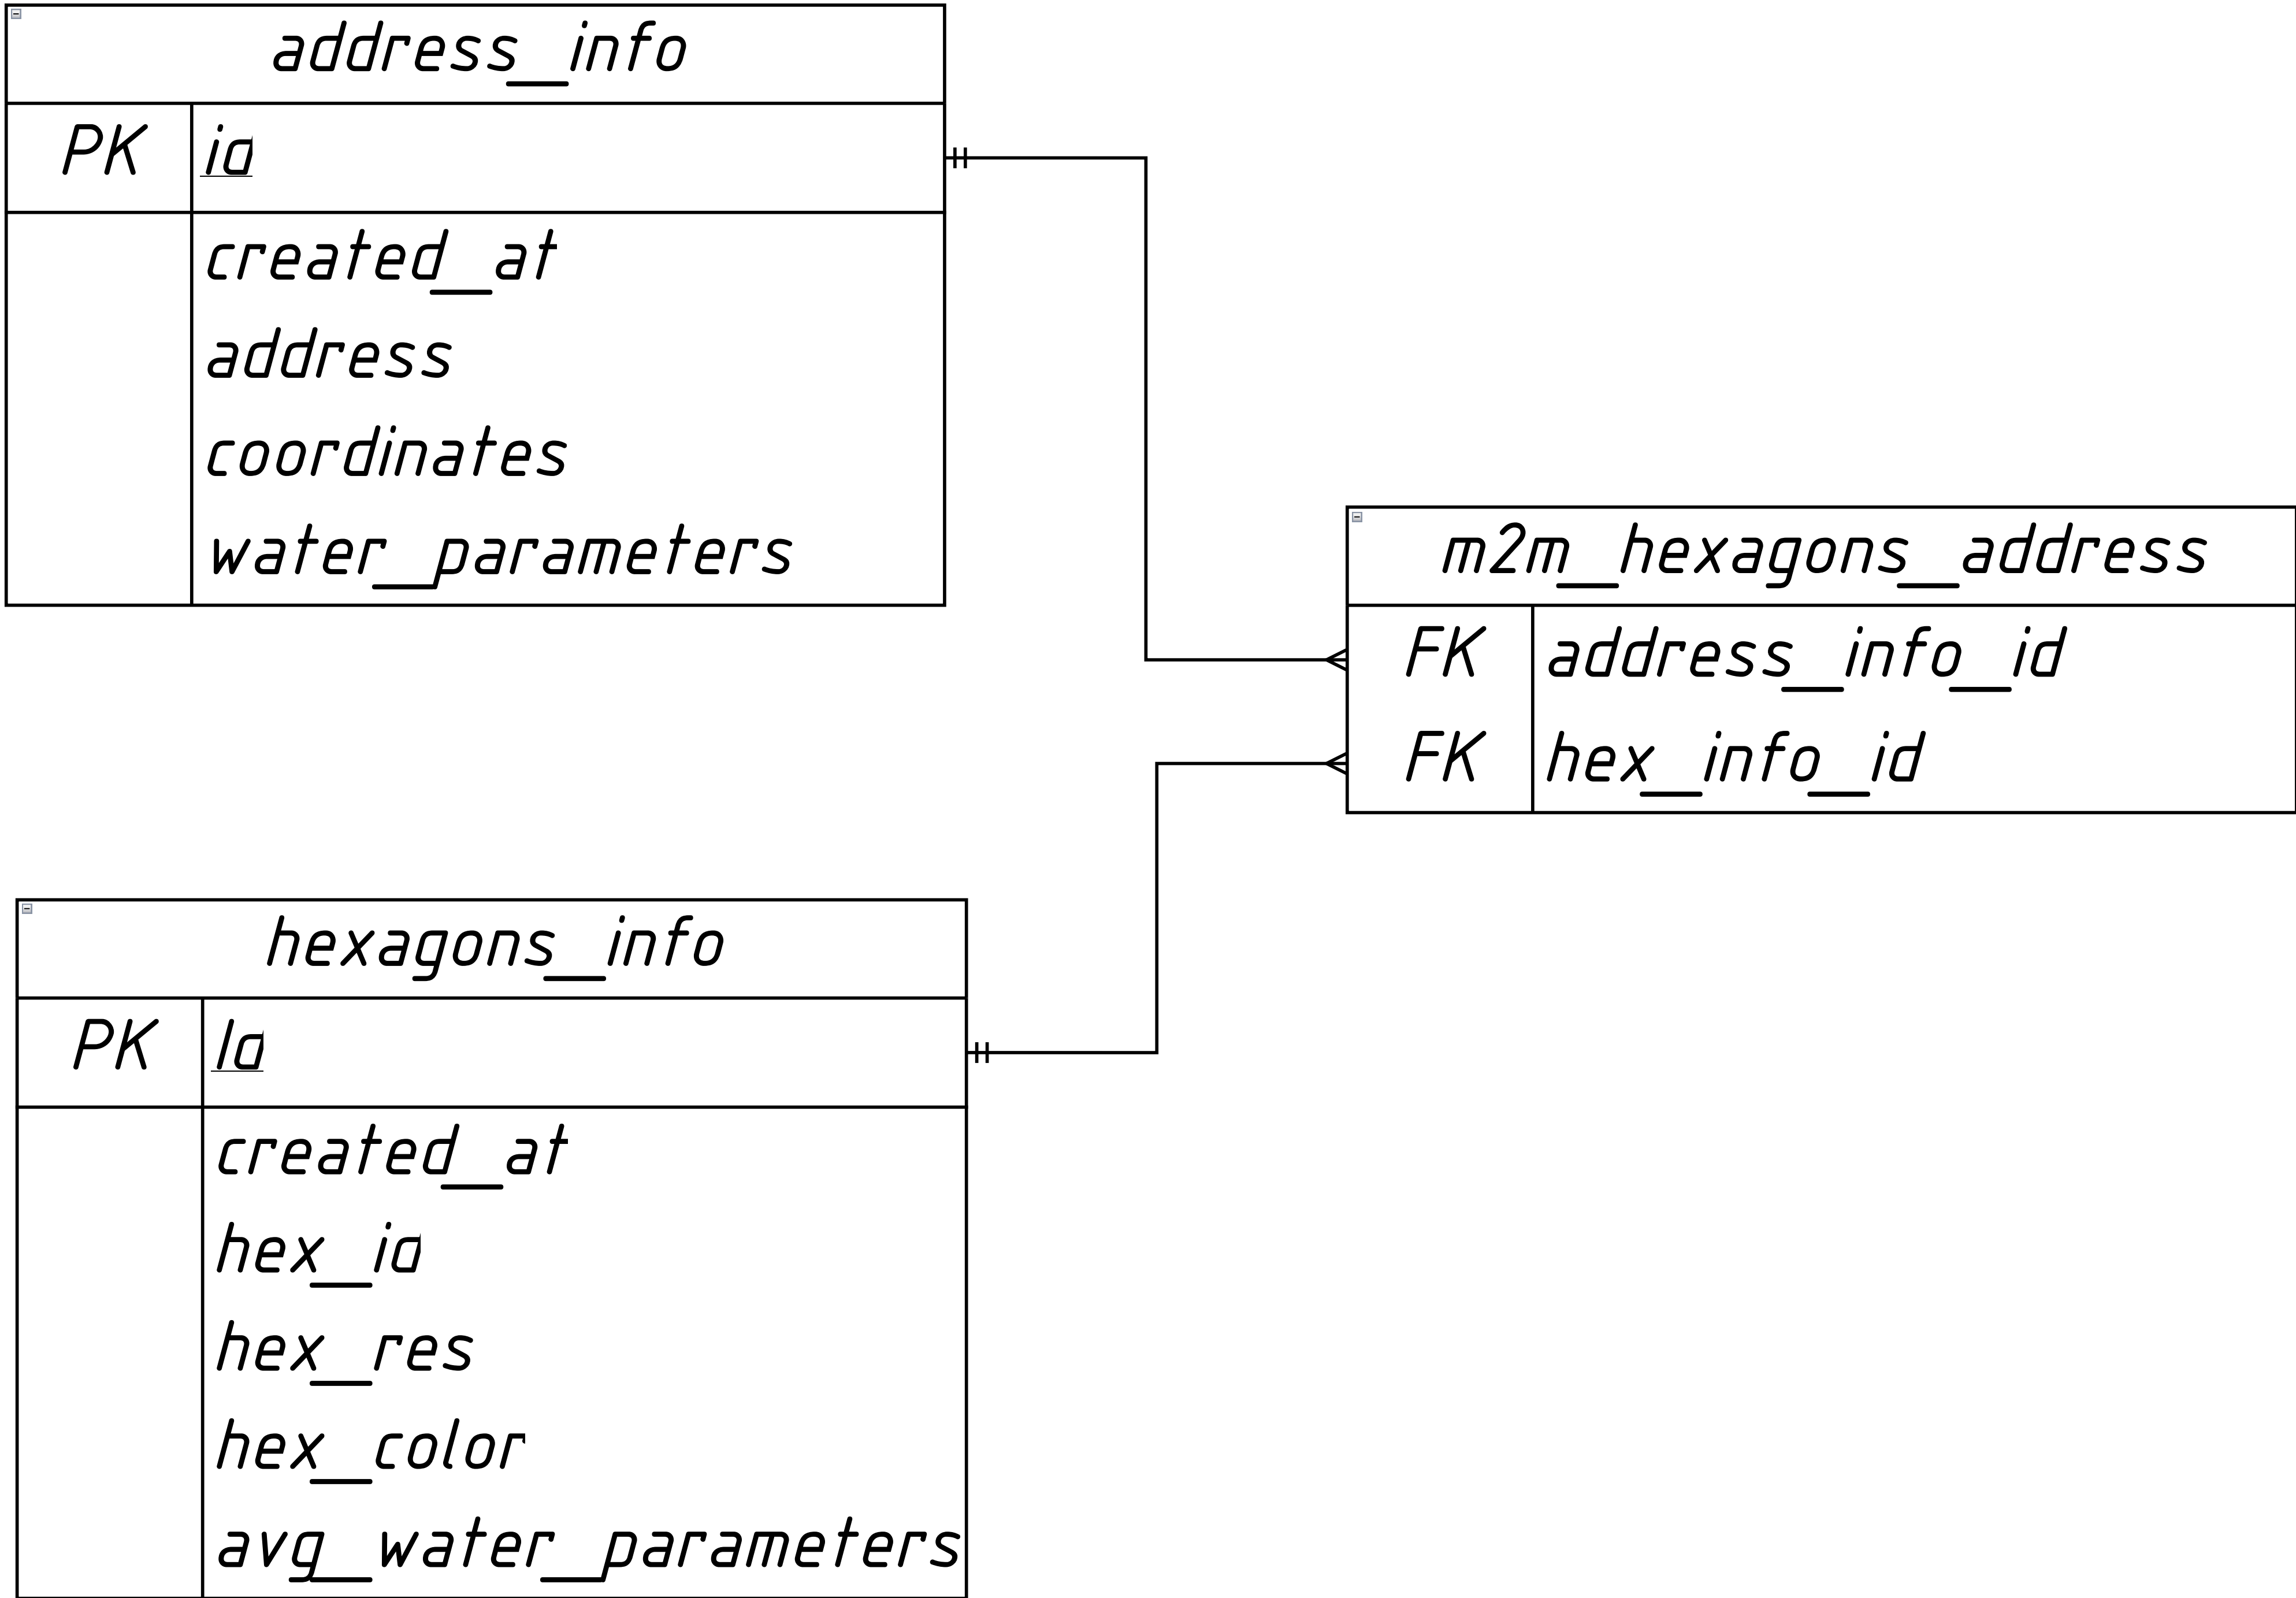 address_info
PK id
created_at
address
coordinates
water_parameters
m2m_hexagons_address
FK address_info_id
FK hex_info_id
hexagons_info
PK Id
created_at
hex_id
hex_res
hex_color
avg_water_parameters